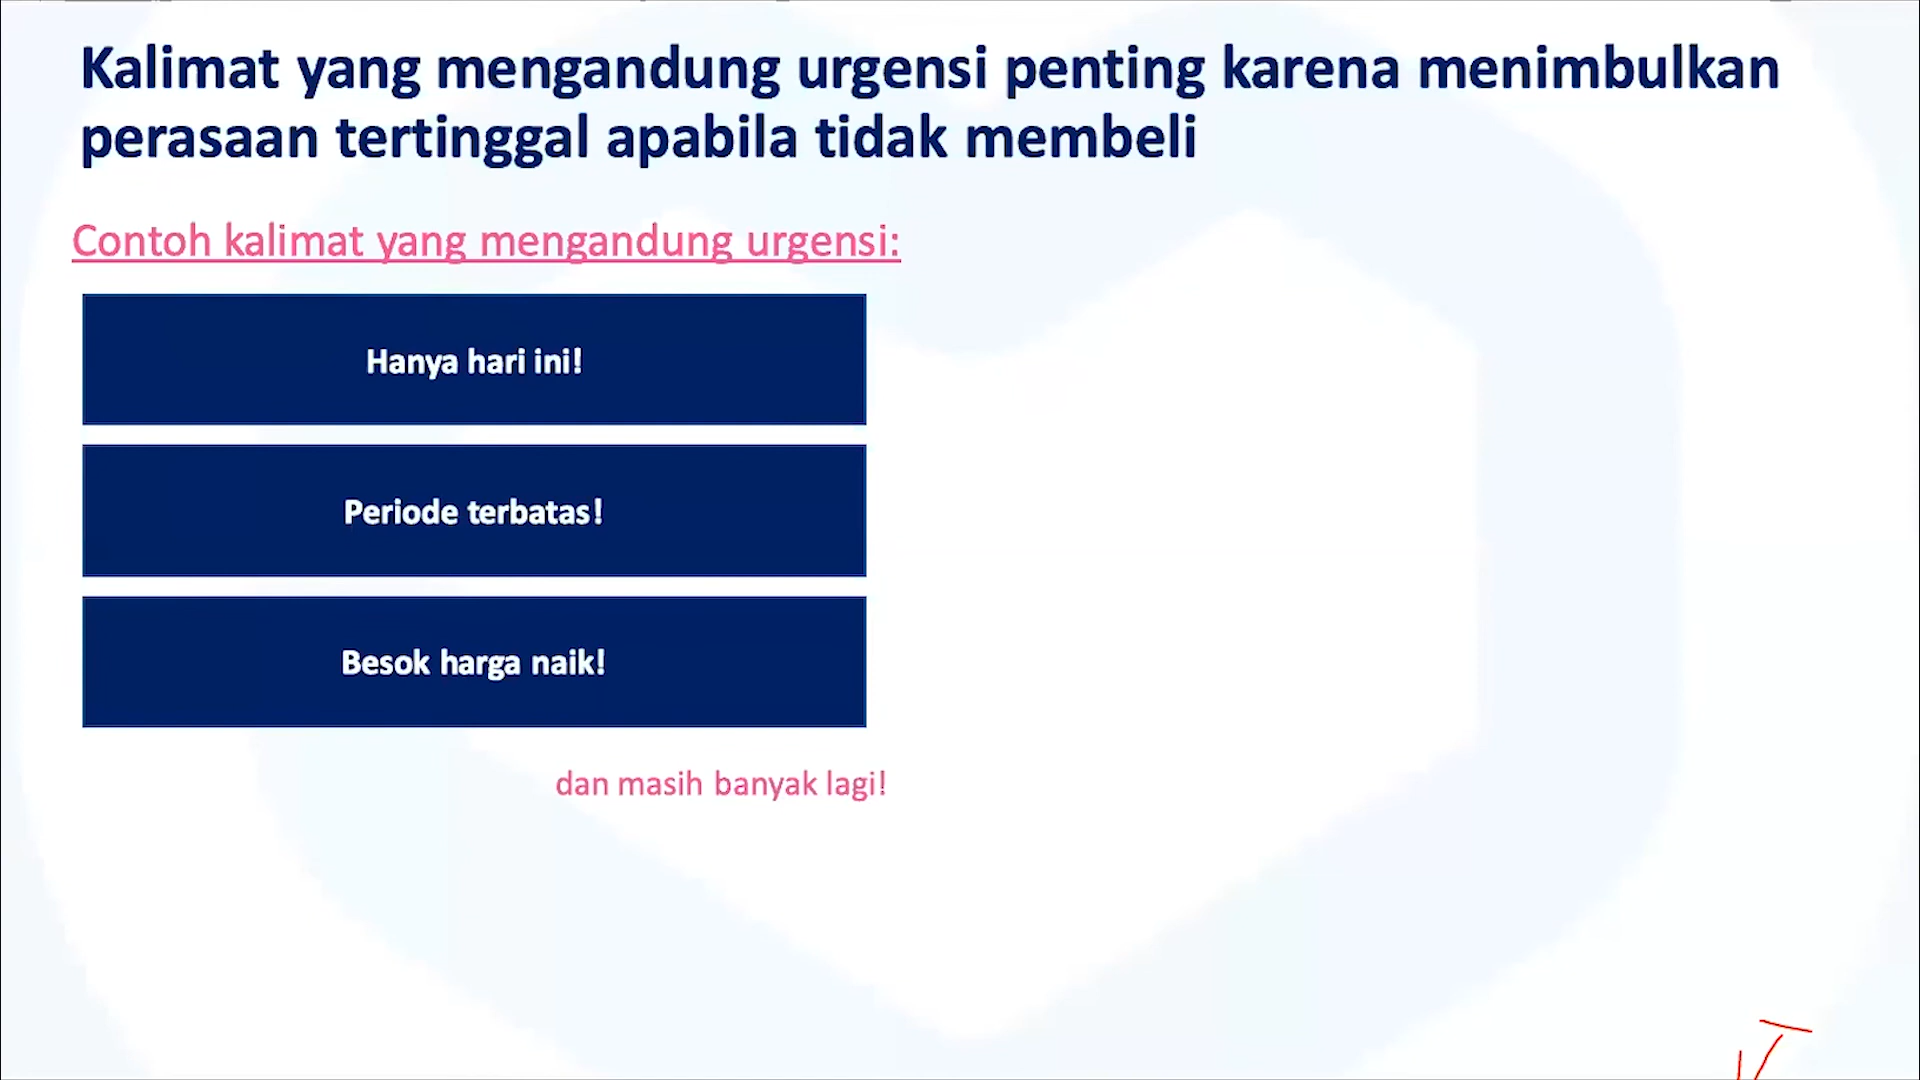 Kalimat yang mengandung urgensi penting karena menimbulkan
perasaan tertinggal apabila tidak membeli
Contoh kalimat yang mengandung urgensi:
Hanya hari ini!
Periode terbatas!
Besok harga naik!
dan masih banyak lagi!